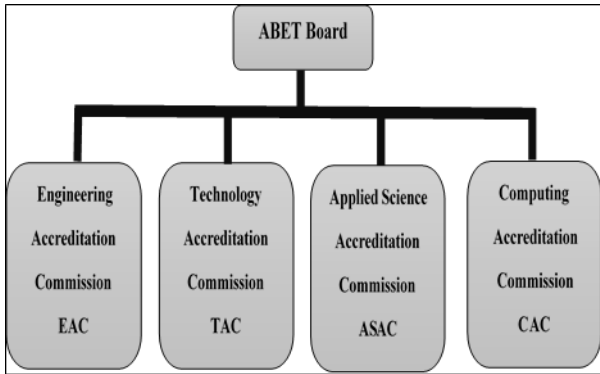 ABET Board
Engineering
Accreditation
Commission
EAC
Technology
Accreditation
Commission
TAC
Applied Science
Accreditation
Commission
ASAC
Computing
Accreditation
Commission
CAC